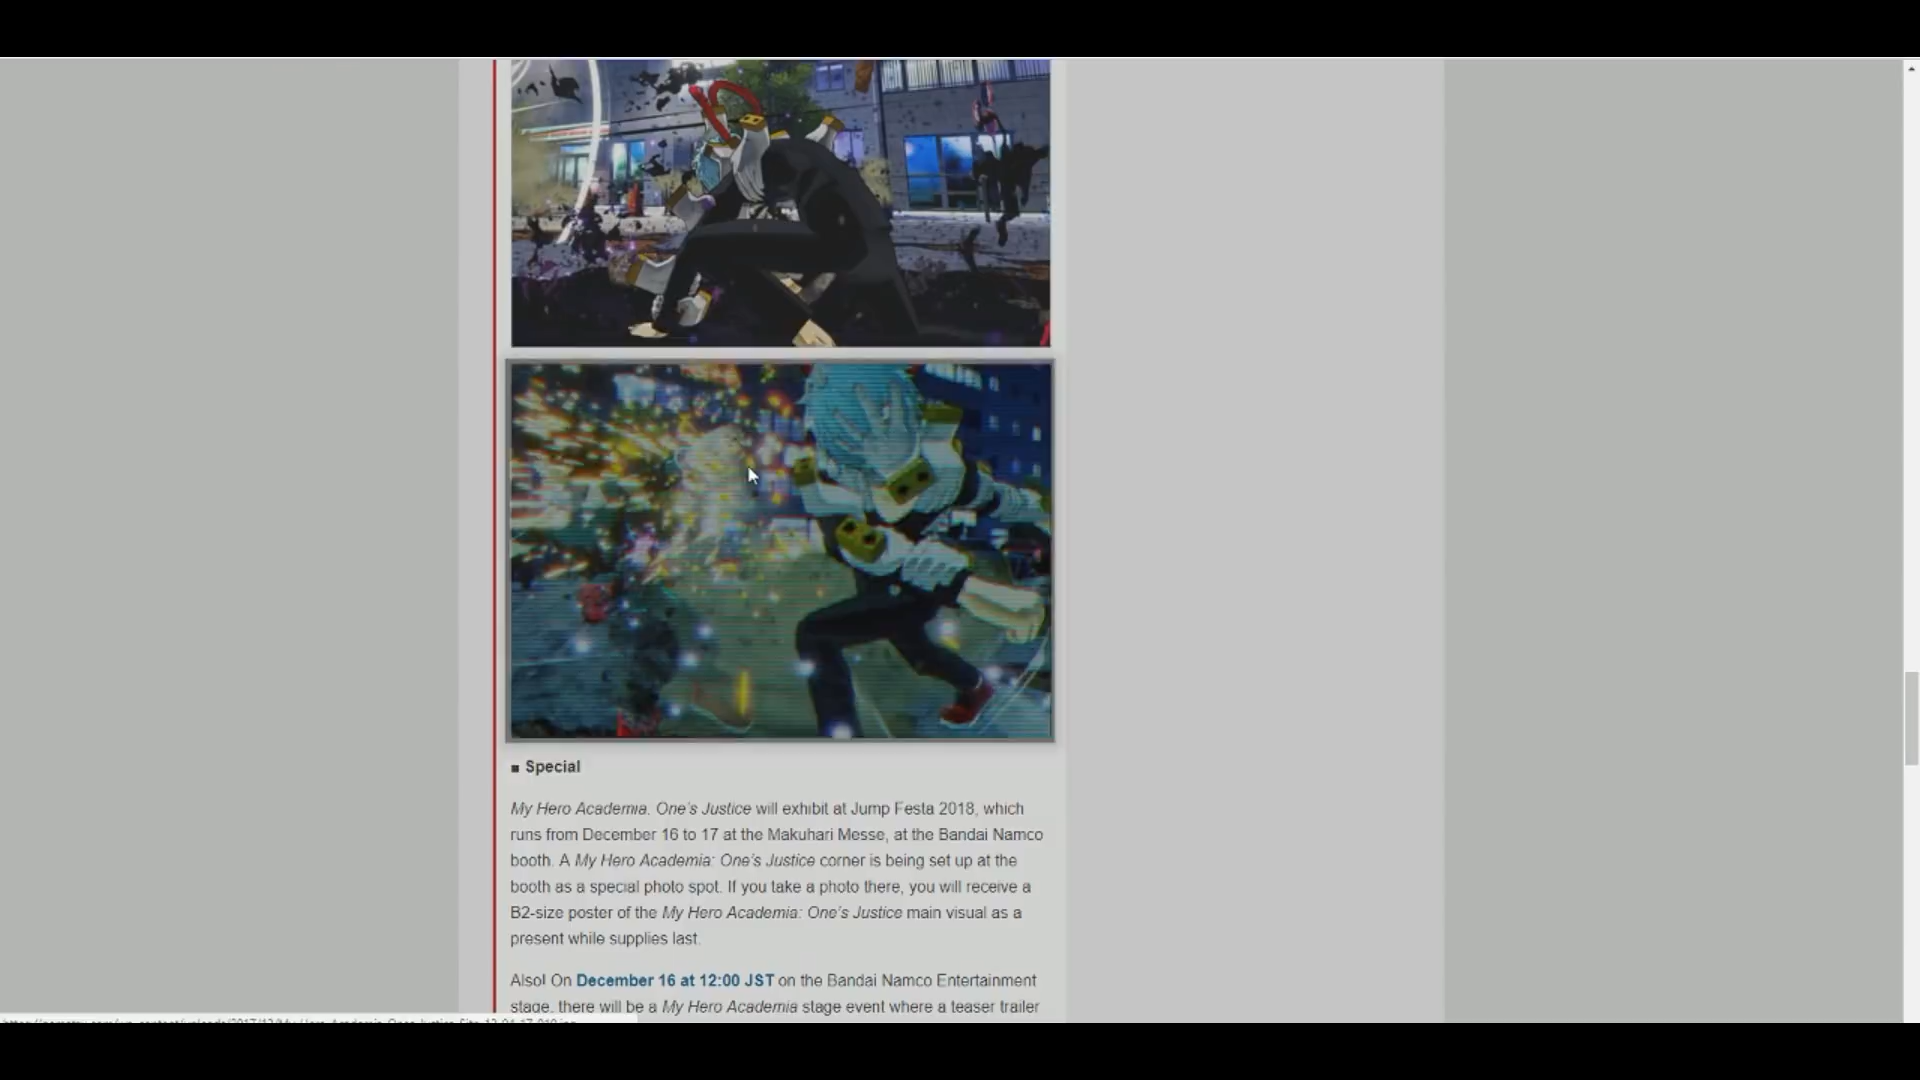 ■ Special
My Hero Academia: One's Justice will exhibit at Jump Festa 2018, which
runs from December 16 to 17 at the Makuhari Messe, at the Bandai Namco
booth. A My Hero Academia: One's Justice corner is being set up at the
booth as a special photo spot. If you take a photo there, you will receive a
B2-size poster of the My Hero Academia: One's Justice main visual as a
present while supplies last.
Also! On December 16 at 12:00 JST on the Bandai Namco Entertainment
stage, there will be a My Hero Academia stage event where a teaser trailer